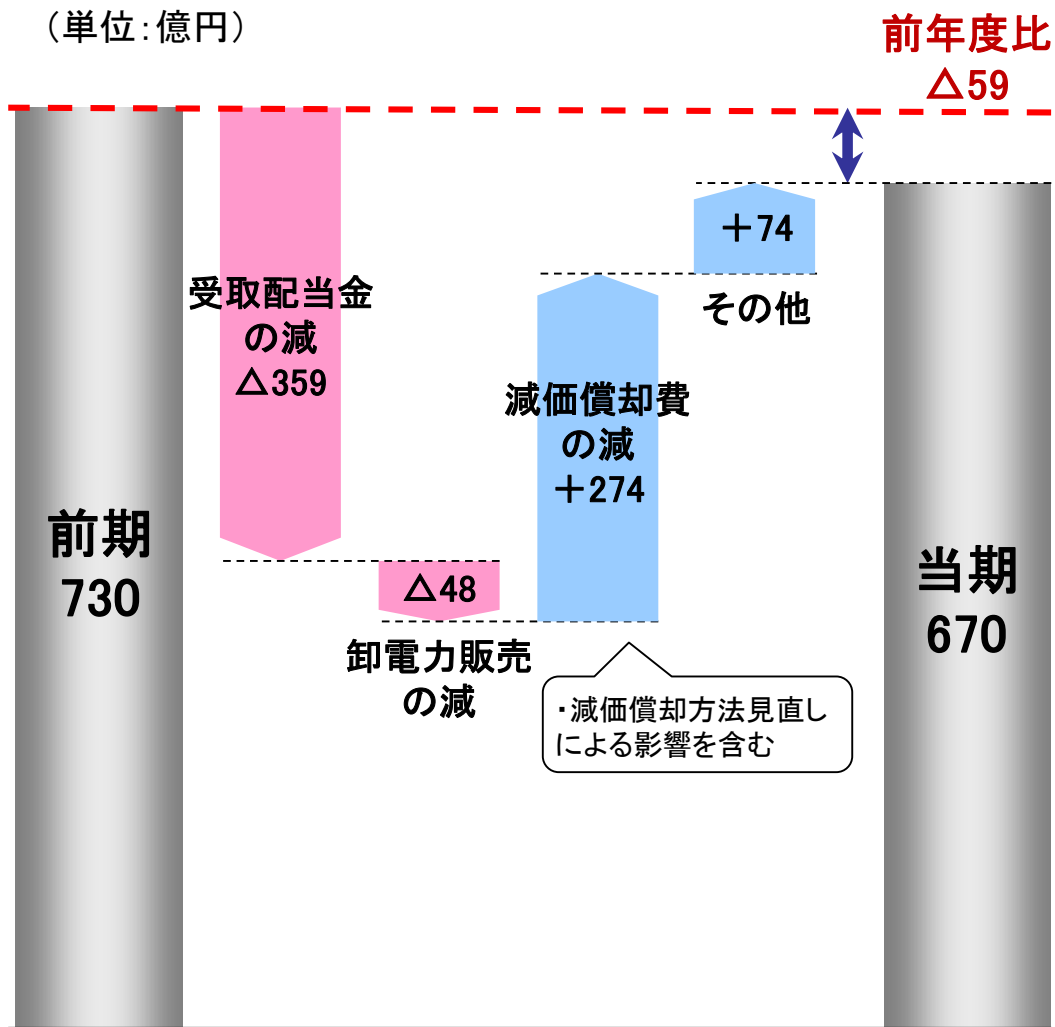 （単位：億円）
前年度比
△59
受取配当金
の減
△359
＋74
その他
減価償却費
の減
＋274
前期
730
△48
卸電力販売
の減
当期
670
・減価償却方法見直し
による影響を含む